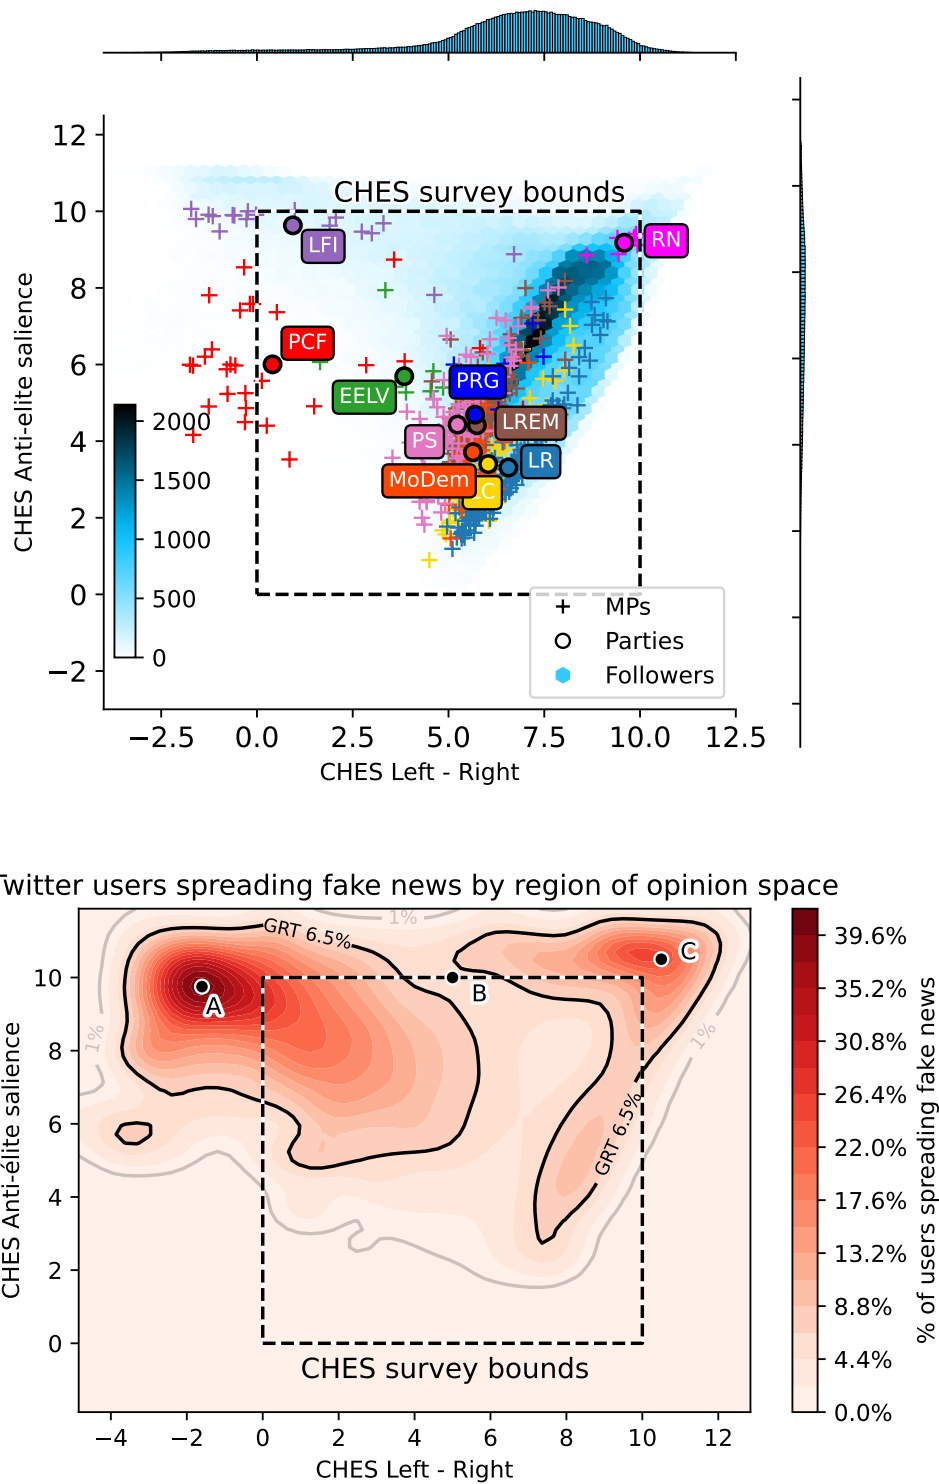 12
10
8
6
4
2
0
−2
CHES Anti-elite salience
CHES survey bounds
LFI
RN
PCF
EELV
PRG
LREM
PS
LR
MoDem
C
2000
1500
1000
500
0
MPs
Parties
Followers
−2.5 0.0 2.5 5.0 7.5 10.0 12.5
CHES Left - Right
Twitter users spreading fake news by region of opinion space
1%
GRT 6.5%
A
B
C
1%
1%
GRT 6.5%
10
8
6
4
2
0
CHES Anti-élite salience
CHES survey bounds
−4 −2 0 2 4 6 8 10 12
CHES Left - Right
39.6%
35.2%
30.8%
26.4%
22.0%
17.6%
13.2%
8.8%
4.4%
0.0%
% of users spreading fake news